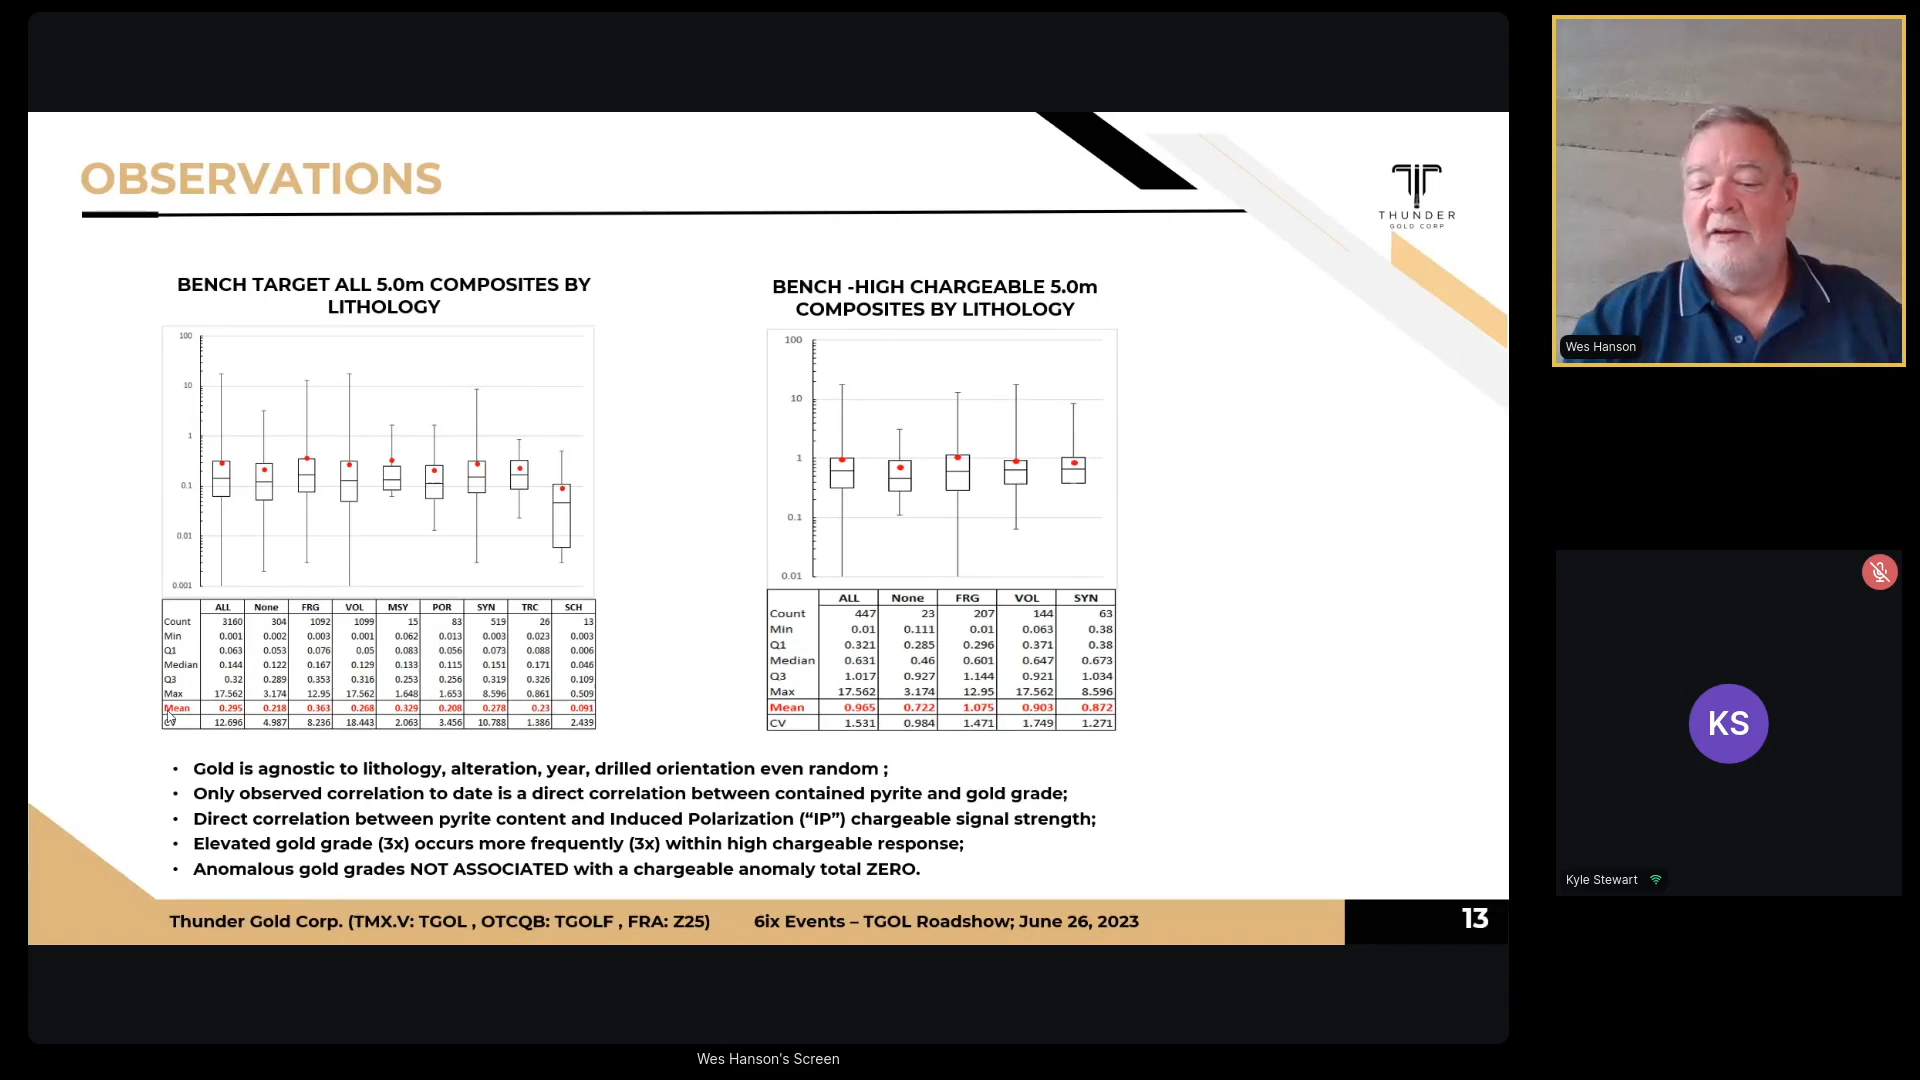 OBSERVATIONS
THUNDER
GOLD CORP
BENCH TARGET ALL 5.0m COMPOSITES BY
LITHOLOGY
100
10
1
0.1
0.01
0.001
ALL None FRG VOL MSY POR SYN TRC SCH
Count 3160 304 1092 1099 15 83 519 26 13
Min 0.001 0.002 0.003 0.001 0.062 0.013 0.003 0.023 0.003
Q1 0.063 0.053 0.076 0.05 0.083 0.056 0.073 0.088 0.006
Median 0.144 0.122 0.167 0.129 0.133 0.115 0.151 0.171 0.046
Q3 0.32 0.289 0.353 0.316 0.253 0.256 0.319 0.326 0.109
Max 17.562 3.174 12.95 17.562 1.648 1.653 8.596 0.861 0.509
Mean 0.295 0.218 0.363 0.268 0.329 0.208 0.278 0.23 0.091
CV 12.696 4.987 8.236 18.443 2.063 3.456 10.788 1.386 2.439
BENCH -HIGH CHARGEABLE 5.0m
COMPOSITES BY LITHOLOGY
100
10
1
0.1
0.01
ALL None FRG VOL SYN
Count 447 23 207 144 63
Min 0.01 0.111 0.01 0.063 0.38
Q1 0.321 0.285 0.296 0.371 0.38
Median 0.631 0.46 0.601 0.647 0.673
Q3 1.017 0.927 1.144 0.921 1.034
Max 17.562 3.174 12.95 17.562 8.596
Mean 0.965 0.722 1.075 0.903 0.872
CV 1.531 0.984 1.471 1.749 1.271
• Gold is agnostic to lithology, alteration, year, drilled orientation even random ;
• Only observed correlation to date is a direct correlation between contained pyrite and gold grade;
• Direct correlation between pyrite content and Induced Polarization (“IP”) chargeable signal strength;
• Elevated gold grade (3x) occurs more frequently (3x) within high chargeable response;
• Anomalous gold grades NOT ASSOCIATED with a chargeable anomaly total ZERO.
Thunder Gold Corp. (TMX.V: TGOL , OTCQB: TGOLF , FRA: Z25) 6ix Events – TGOL Roadshow; June 26, 2023
13
Wes Hanson
KS
Kyle Stewart
Wes Hanson's Screen